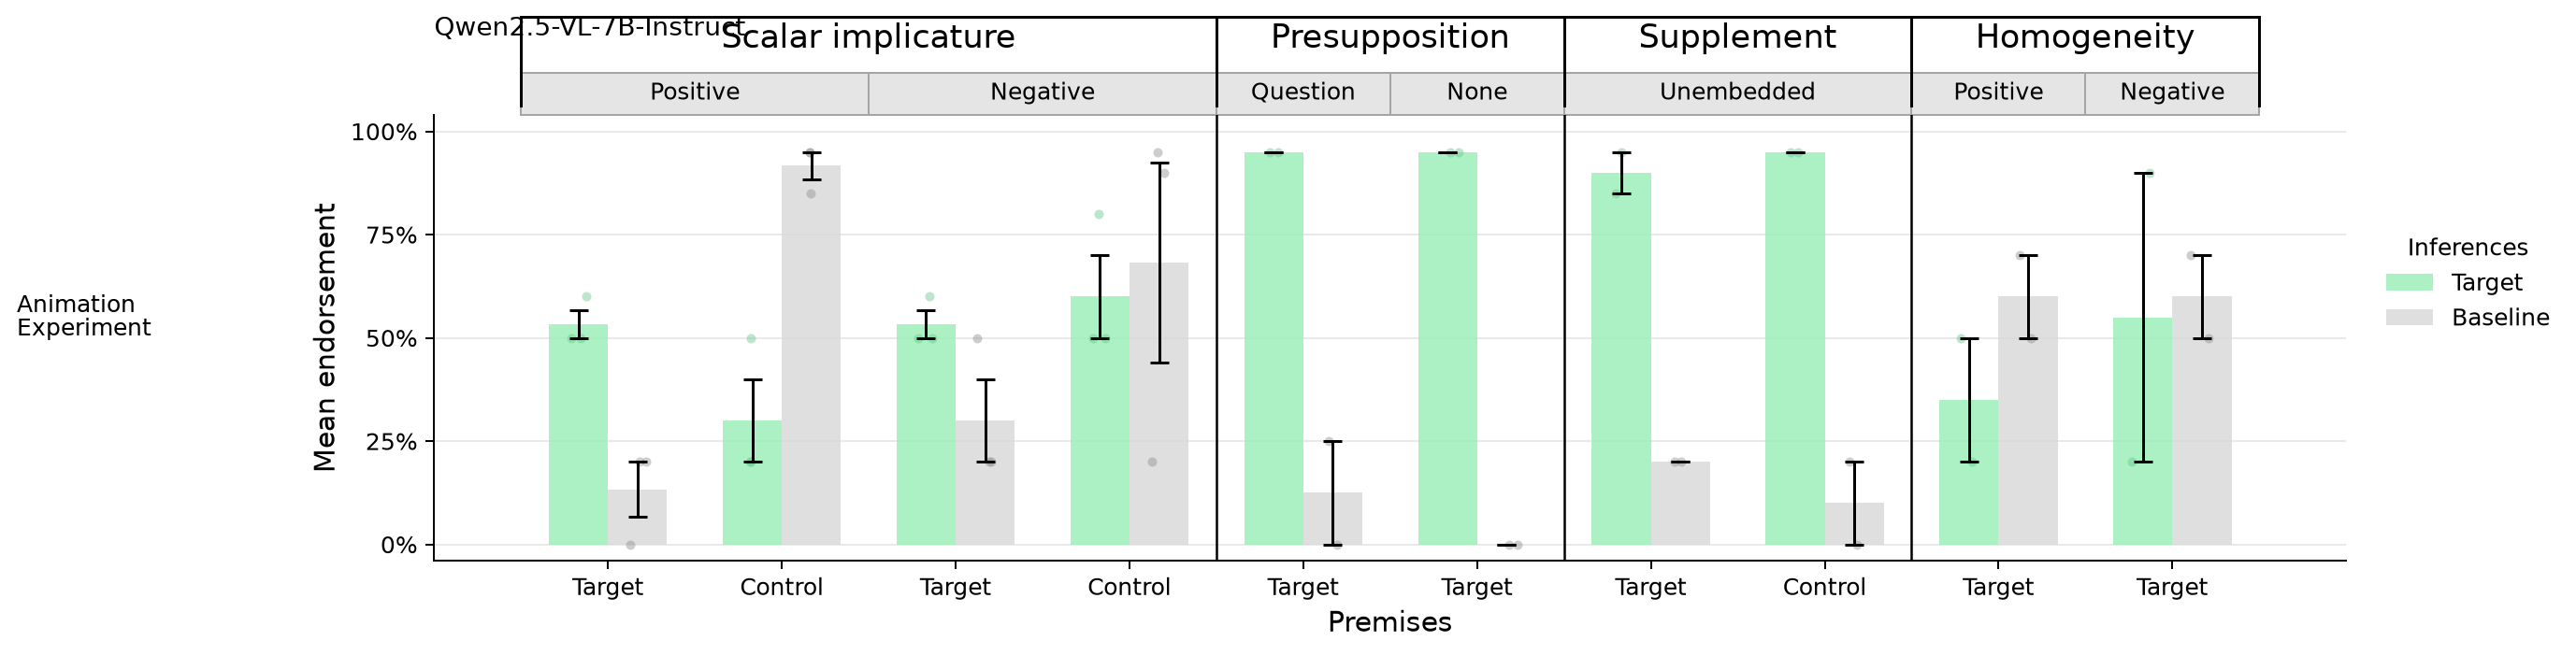 Qwen2.5-VL-7B-Instruct
Scalar implicature Presupposition Supplement Homogeneity
Positive Negative Question None Unembedded Positive Negative
100%
75%
50%
25%
0%
Mean endorsement
Animation
Experiment
Inferences
Target
Baseline
Target Control Target Control Target Target Target Control Target Target
Premises